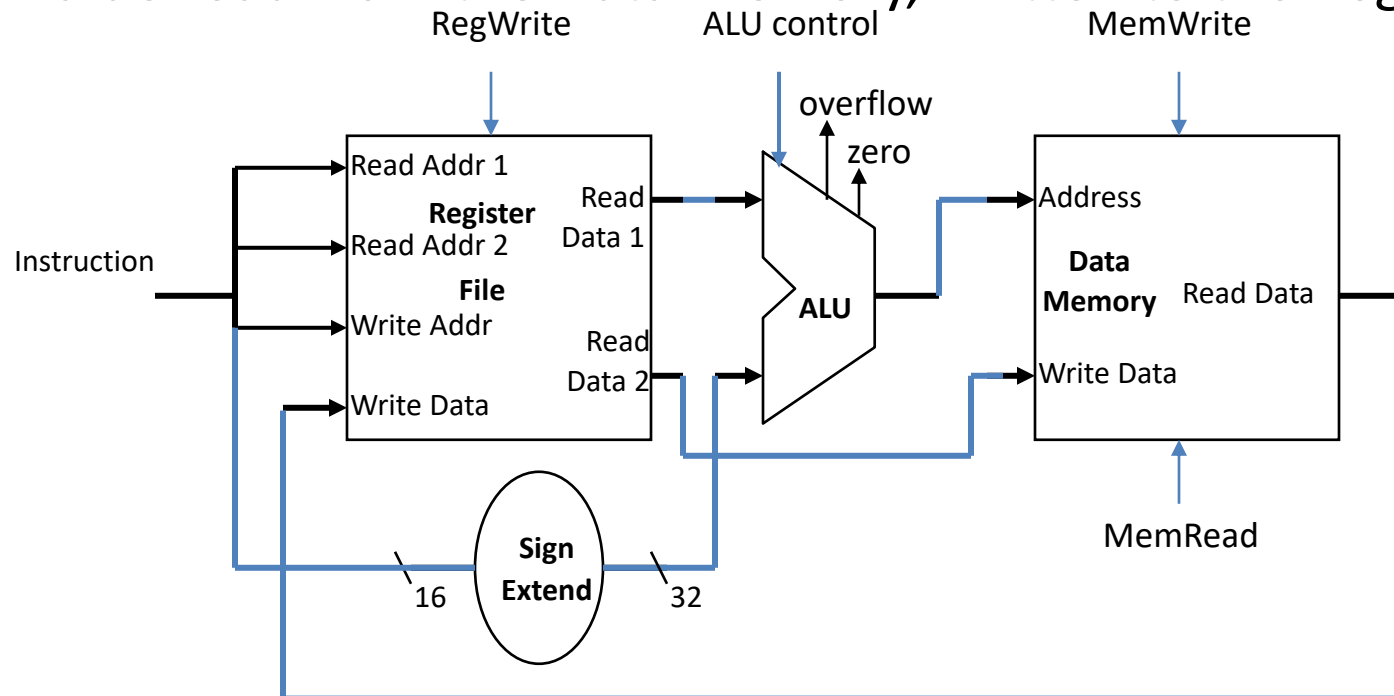 RegWrite
ALU control
MemWrite
overflow
zero
Read Addr 1
Register
Read
Data 1
Address
Read Addr 2
Instruction
File
Data
Memory
Read Data
ALU
Write Addr
Read
Data 2
Write Data
Write Data
Sign
Extend
16
32
MemRead